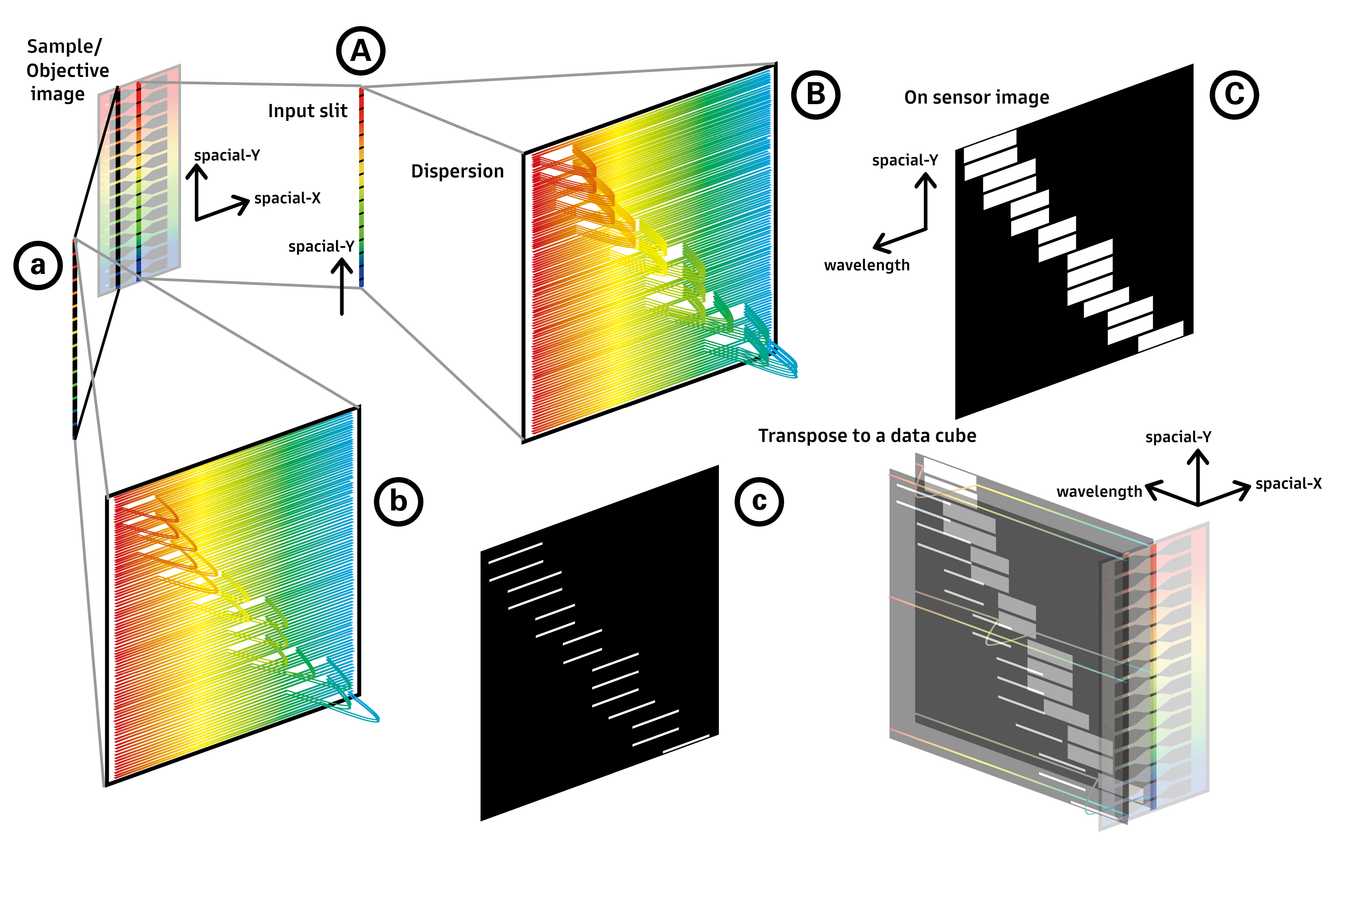 Sample/
Objective
image
A
Input slit
spacial-Y
spacial-X
spacial-Y
a
Dispersion
B
On sensor image
C
spacial-Y
wavelength
b
c
Transpose to a data cube
spacial-Y
wavelength
spacial-X